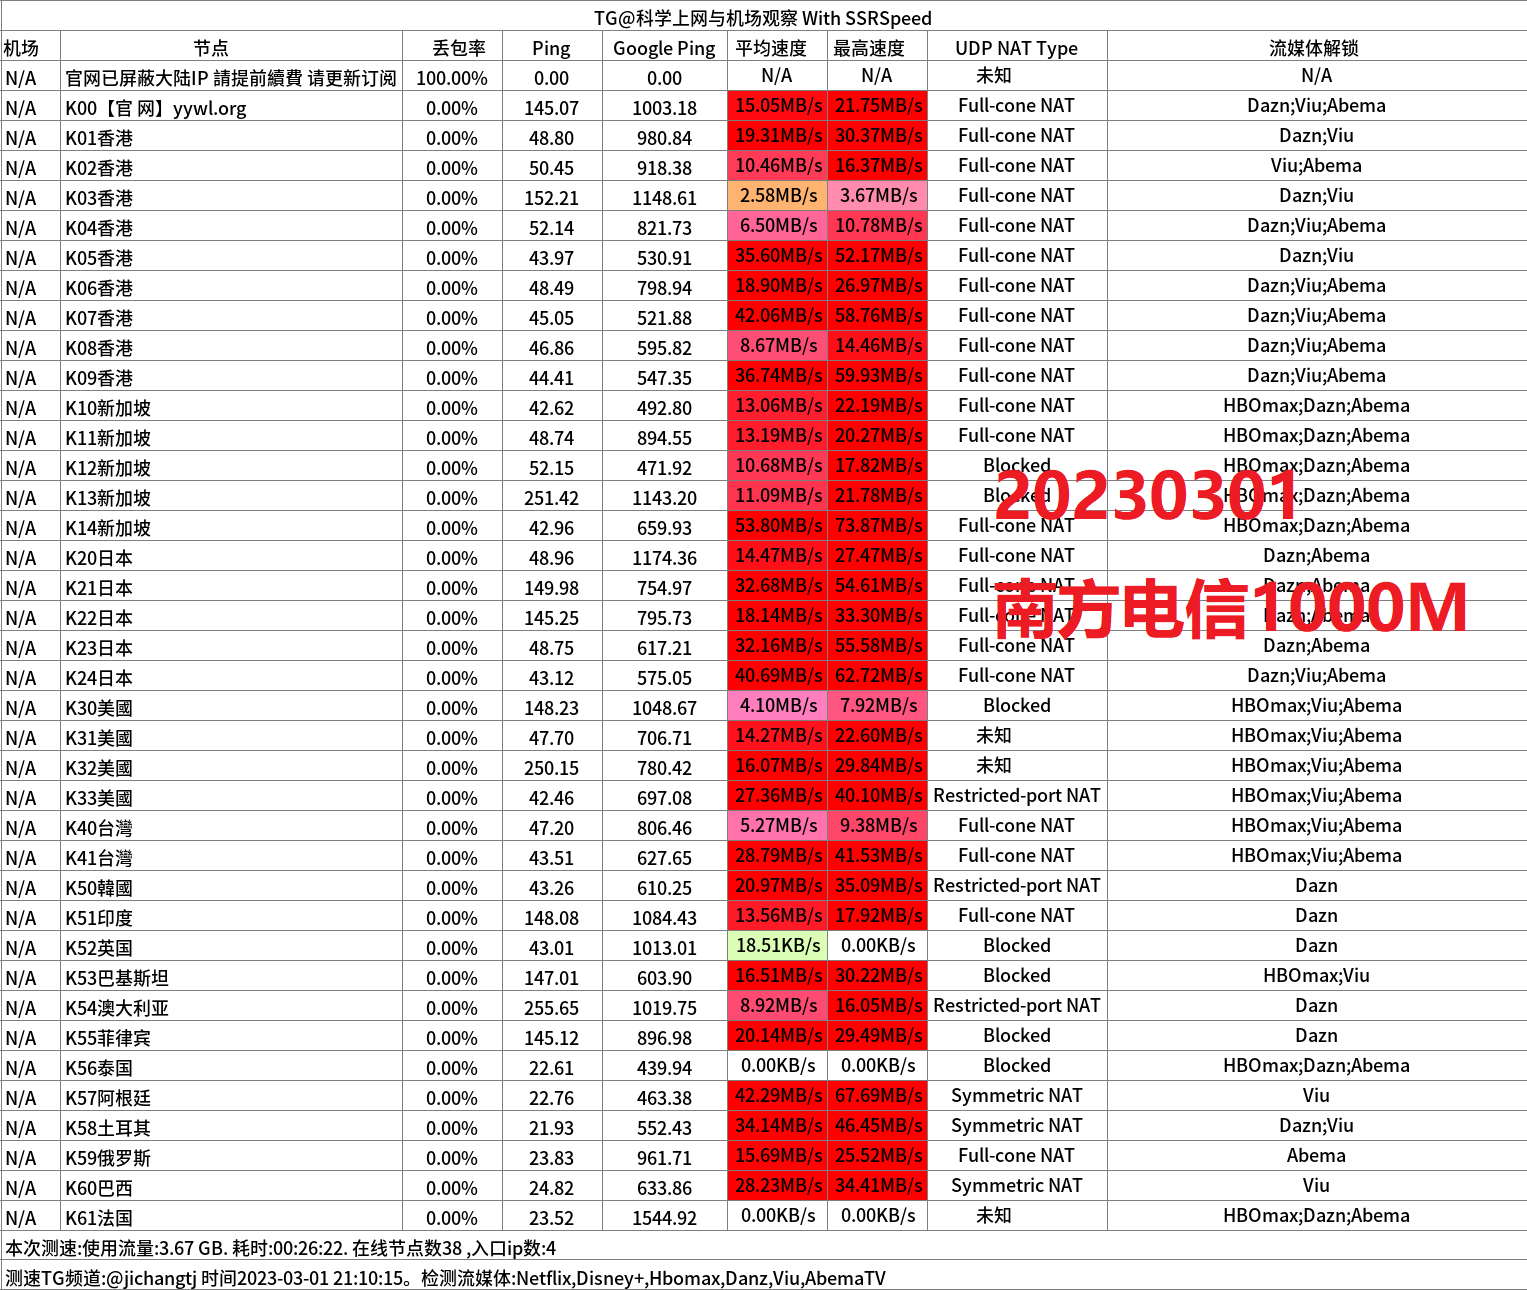 TG@科学上网与机场观察 With SSRSpeed
机场 节点 丢包率 Ping Google Ping 平均速度 最高速度 UDP NAT Type 流媒体解锁
N/A 官网已屏蔽大陆IP 請提前續費 请更新订阅 100.00% 0.00 0.00 N/A N/A 未知 N/A
N/A K00【官 网】yywl.org 0.00% 145.07 1003.18 15.05MB/s 21.75MB/s Full-cone NAT Dazn;Viu;Abema
N/A K01香港 0.00% 48.80 980.84 19.31MB/s 30.37MB/s Full-cone NAT Dazn;Viu
N/A K02香港 0.00% 50.45 918.38 10.46MB/s 16.37MB/s Full-cone NAT Viu;Abema
N/A K03香港 0.00% 152.21 1148.61 2.58MB/s 3.67MB/s Full-cone NAT Dazn;Viu
N/A K04香港 0.00% 52.14 821.73 6.50MB/s 10.78MB/s Full-cone NAT Dazn;Viu;Abema
N/A K05香港 0.00% 43.97 530.91 35.60MB/s 52.17MB/s Full-cone NAT Dazn;Viu
N/A K06香港 0.00% 48.49 798.94 18.90MB/s 26.97MB/s Full-cone NAT Dazn;Viu;Abema
N/A K07香港 0.00% 45.05 521.88 42.06MB/s 58.76MB/s Full-cone NAT Dazn;Viu;Abema
N/A K08香港 0.00% 46.86 595.82 8.67MB/s 14.46MB/s Full-cone NAT Dazn;Viu;Abema
N/A K09香港 0.00% 44.41 547.35 36.74MB/s 59.93MB/s Full-cone NAT Dazn;Viu;Abema
N/A K10新加坡 0.00% 42.62 492.80 13.06MB/s 22.19MB/s Full-cone NAT HBOmax;Dazn;Abema
N/A K11新加坡 0.00% 48.74 894.55 13.19MB/s 20.27MB/s Full-cone NAT HBOmax;Dazn;Abema
N/A K12新加坡 0.00% 52.15 471.92 10.68MB/s 17.82MB/s Blocked HBOmax;Dazn;Abema
N/A K13新加坡 0.00% 251.42 1143.20 11.09MB/s 21.78MB/s Blocked HBOmax;Dazn;Abema
20230301
N/A K14新加坡 0.00% 42.96 659.93 53.80MB/s 73.87MB/s Full-cone NAT HBOmax;Dazn;Abema
N/A K20日本 0.00% 48.96 1174.36 14.47MB/s 27.47MB/s Full-cone NAT Dazn;Abema
N/A K21日本 0.00% 149.98 754.97 32.68MB/s 54.61MB/s Full-cone NAT Dazn;Abema
N/A K22日本 0.00% 145.25 795.73 18.14MB/s 33.30MB/s Full-cone NAT Dazn;Abema
南方电信1000M
N/A K23日本 0.00% 48.75 617.21 32.16MB/s 55.58MB/s Full-cone NAT Dazn;Abema
N/A K24日本 0.00% 43.12 575.05 40.69MB/s 62.72MB/s Full-cone NAT Dazn;Viu;Abema
N/A K30美國 0.00% 148.23 1048.67 4.10MB/s 7.92MB/s Blocked HBOmax;Viu;Abema
N/A K31美國 0.00% 47.70 706.71 14.27MB/s 22.60MB/s 未知 HBOmax;Viu;Abema
N/A K32美國 0.00% 250.15 780.42 16.07MB/s 29.84MB/s 未知 HBOmax;Viu;Abema
N/A K33美國 0.00% 42.46 697.08 27.36MB/s 40.10MB/s Restricted-port NAT HBOmax;Viu;Abema
N/A K40台灣 0.00% 47.20 806.46 5.27MB/s 9.38MB/s Full-cone NAT HBOmax;Viu;Abema
N/A K41台灣 0.00% 43.51 627.65 28.79MB/s 41.53MB/s Full-cone NAT HBOmax;Viu;Abema
N/A K50韓國 0.00% 43.26 610.25 20.97MB/s 35.09MB/s Restricted-port NAT Dazn
N/A K51印度 0.00% 148.08 1084.43 13.56MB/s 17.92MB/s Full-cone NAT Dazn
N/A K52英国 0.00% 43.01 1013.01 18.51KB/s 0.00KB/s Blocked Dazn
N/A K53巴基斯坦 0.00% 147.01 603.90 16.51MB/s 30.22MB/s Blocked HBOmax;Viu
N/A K54澳大利亚 0.00% 255.65 1019.75 8.92MB/s 16.05MB/s Restricted-port NAT Dazn
N/A K55菲律宾 0.00% 145.12 896.98 20.14MB/s 29.49MB/s Blocked Dazn
N/A K56泰国 0.00% 22.61 439.94 0.00KB/s 0.00KB/s Blocked HBOmax;Dazn;Abema
N/A K57阿根廷 0.00% 22.76 463.38 42.29MB/s 67.69MB/s Symmetric NAT Viu
N/A K58土耳其 0.00% 21.93 552.43 34.14MB/s 46.45MB/s Symmetric NAT Dazn;Viu
N/A K59俄罗斯 0.00% 23.83 961.71 15.69MB/s 25.52MB/s Full-cone NAT Abema
N/A K60巴西 0.00% 24.82 633.86 28.23MB/s 34.41MB/s Symmetric NAT Viu
N/A K61法国 0.00% 23.52 1544.92 0.00KB/s 0.00KB/s 未知 HBOmax;Dazn;Abema
本次测速:使用流量:3.67 GB. 耗时:00:26:22. 在线节点数38 ,入口ip数:4
测速TG频道:@jichangtj 时间2023-03-01 21:10:15。检测流媒体:Netflix,Disney+,Hbomax,Danz,Viu,AbemaTV